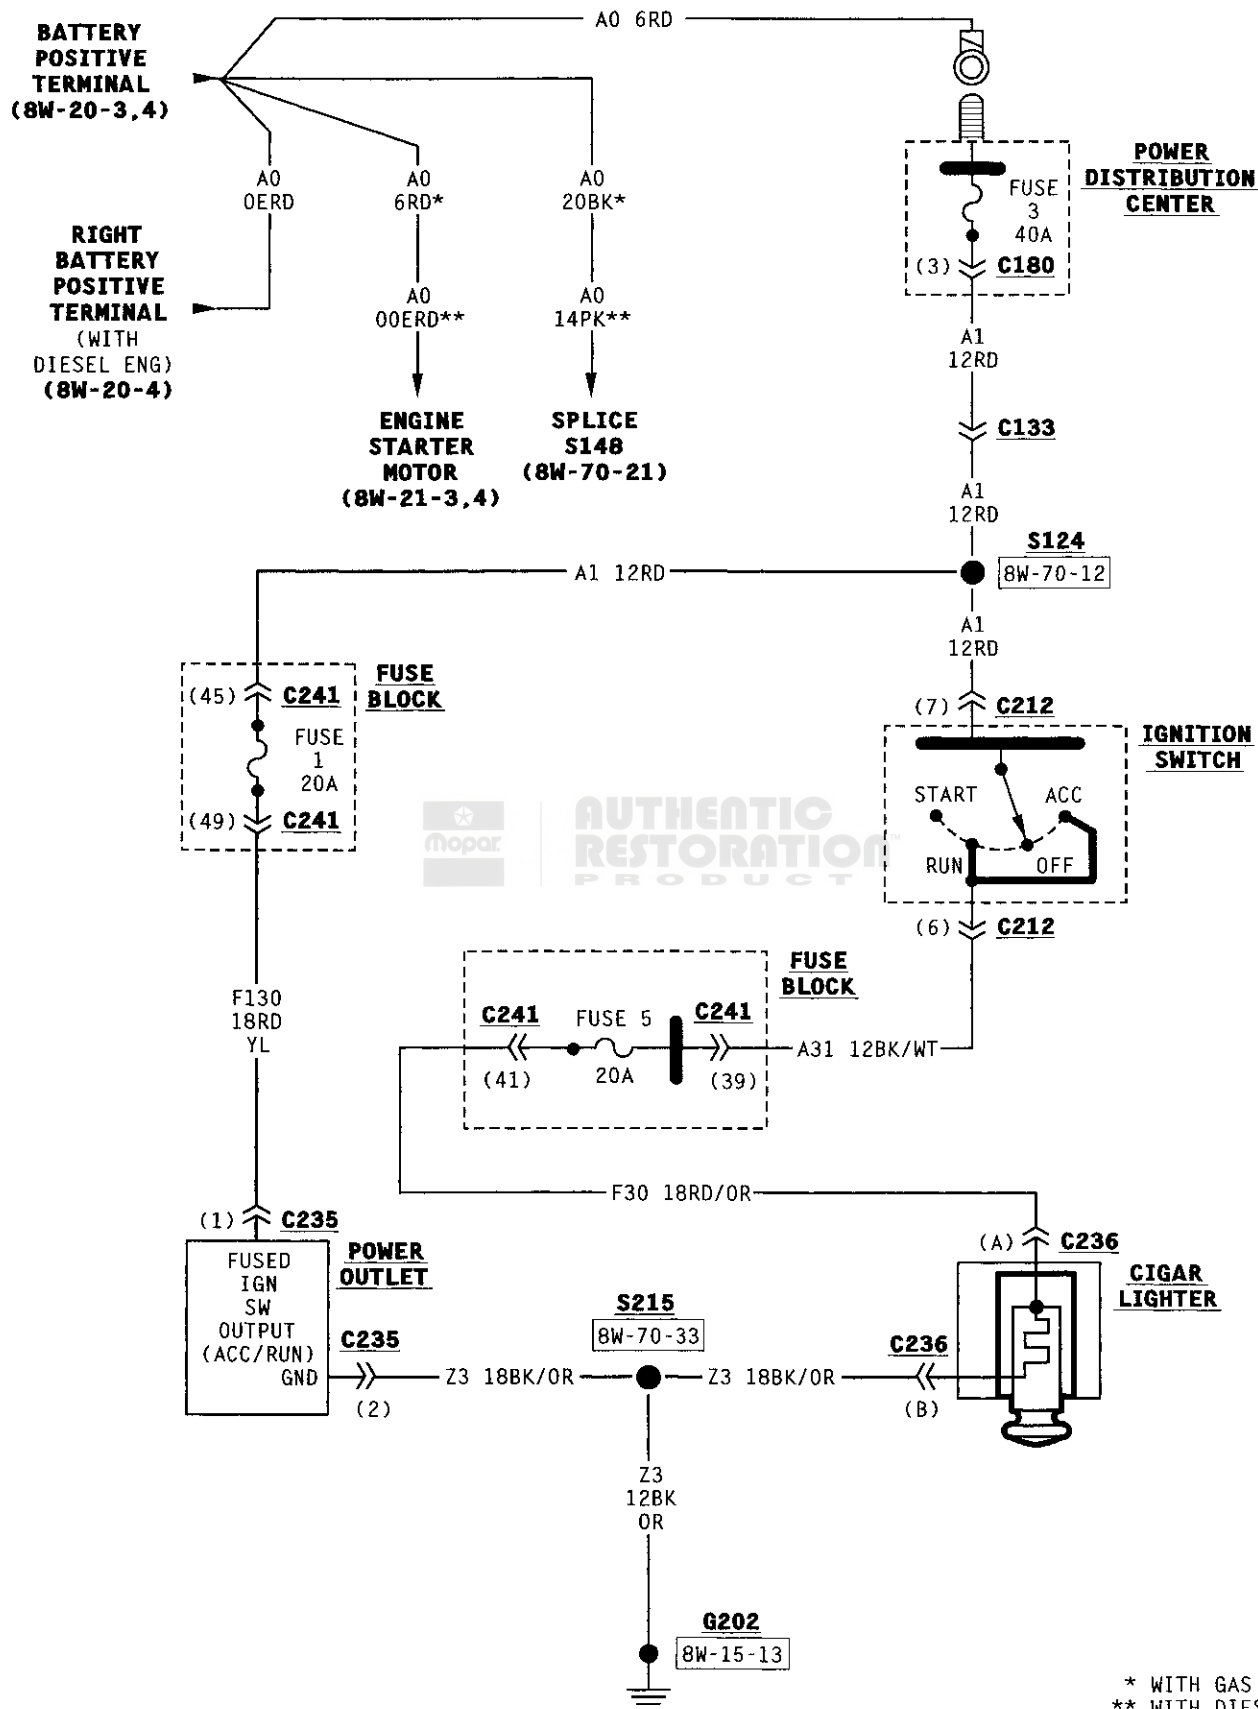 A0 6RD
BATTERY
POSITIVE
TERMINAL
(8W-20-3,4)
A0
0ERD
A0
6RD*
A0
20BK*
RIGHT
BATTERY
POSITIVE
TERMINAL
(WITH
DIESEL ENG)
(8W-20-4)
A0
00ERD**
A0
14PK**
ENGINE
STARTER
MOTOR
(8W-21-3,4)
SPLICE
S148
(8W-70-21)
POWER
DISTRIBUTION
CENTER
FUSE
3
40A
(3) C180
A1
12RD
C133
A1
12RD
S124
8W-70-12
A1 12RD
A1
12RD
FUSE
BLOCK
(45) C241
FUSE
1
20A
(49) C241
(7) C212
IGNITION
SWITCH
START
ACC
RUN
OFF
(6) C212
Mopar
AUTHENTIC
RESTORATION™
PRODUCT
FUSE
BLOCK
C241
FUSE 5
C241
(41)
20A
(39)
A31 12BK/WT
F130
18RD
YL
F30 18RD/OR
(1) C235
POWER
OUTLET
FUSED
IGN
SW
OUTPUT
(ACC/RUN)
GND
C235
(2)
Z3 18BK/OR
S215
8W-70-33
Z3 18BK/OR
C236
(B)
(A) C236
CIGAR
LIGHTER
Z3
12BK
OR
G202
8W-15-13
* WITH GAS
** WITH